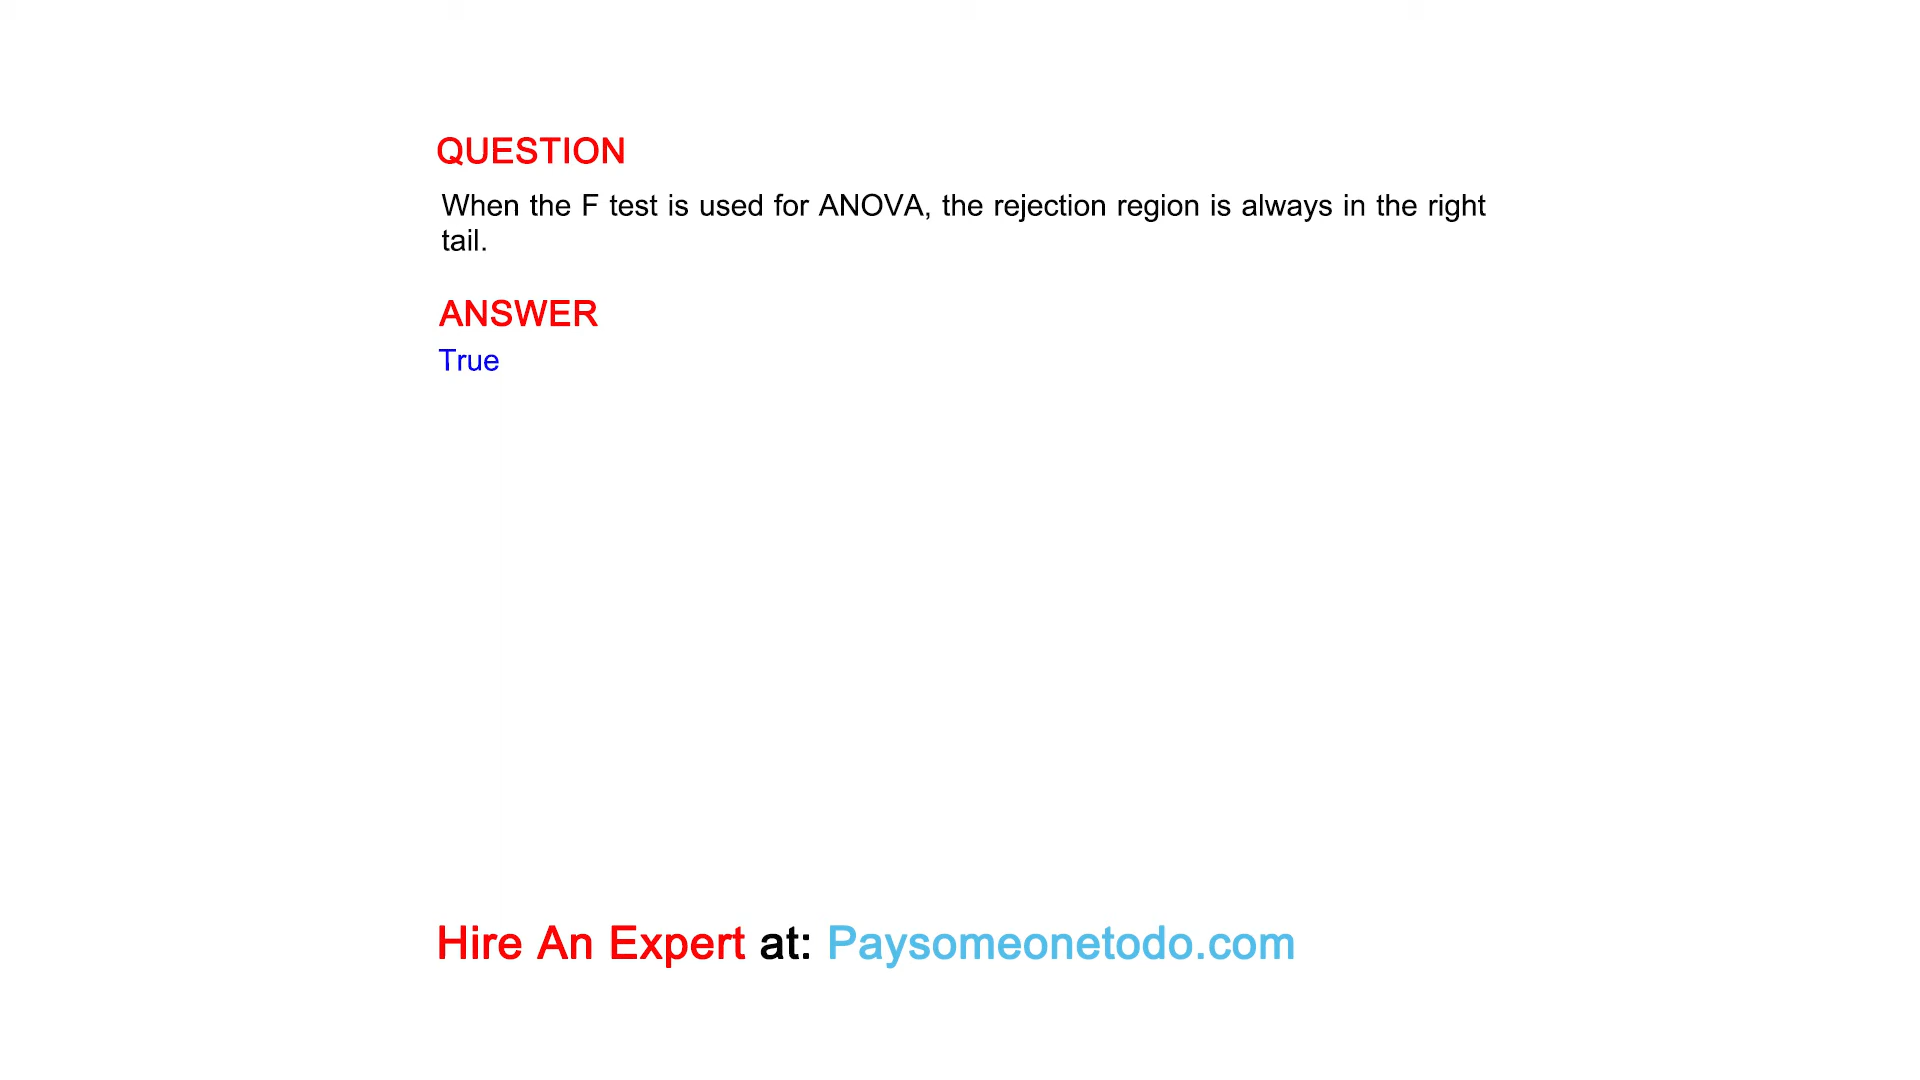 QUESTION
When the F test is used for ANOVA, the rejection region is always in the right
tail.
ANSWER
True
Hire An Expert at: Paysomeonetodo.com